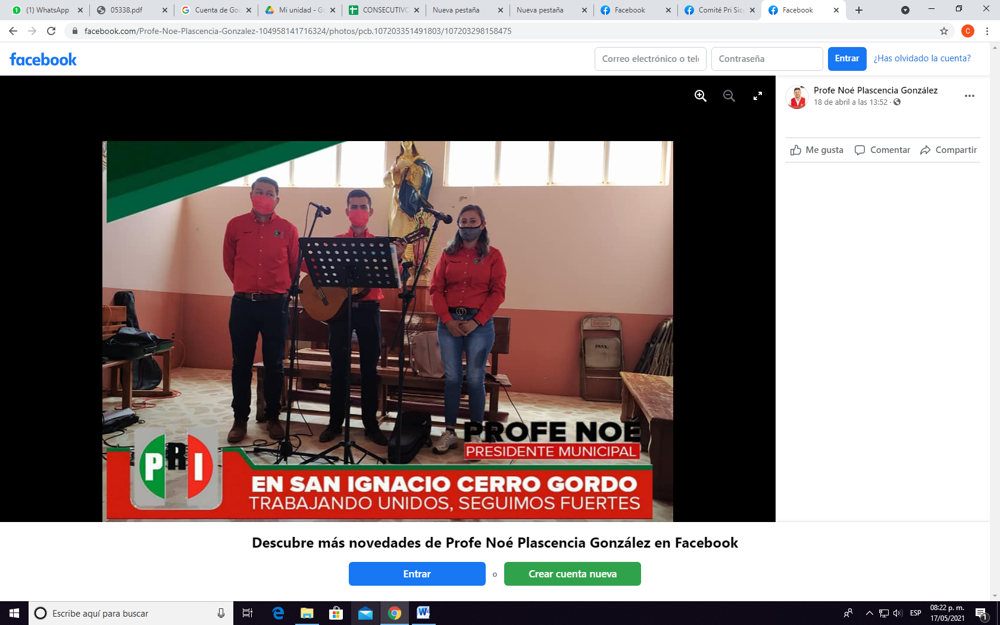 (1) WhatsApp
05338.pdf
Cuenta de Goo
Mi unidad - Go
CONSECUTIVO
Nueva pestaña
Nueva pestaña
Facebook
Comité Pri Sicg
Facebook
facebook.com/Profe-Noe-Plascencia-Gonzalez-104958141716324/photos/pcb.107203351491803/107203298158475
C
facebook
Correo electrónico o tele
Contraseña
Entrar
¿Has olvidado la cuenta?
Profe Noé Plascencia González
18 de abril a las 13:52 ·
Me gusta
Comentar
Compartir
PROFE NOE
PRESIDENTE MUNICIPAL
PRI
EN SAN IGNACIO CERRO GORDO
TRABAJANDO UNIDOS, SEGUIMOS FUERTES
Descubre más novedades de Profe Noé Plascencia González en Facebook
Entrar
o
Crear cuenta nueva
Escribe aquí para buscar
ESP
08:22 p. m.
17/05/2021
1